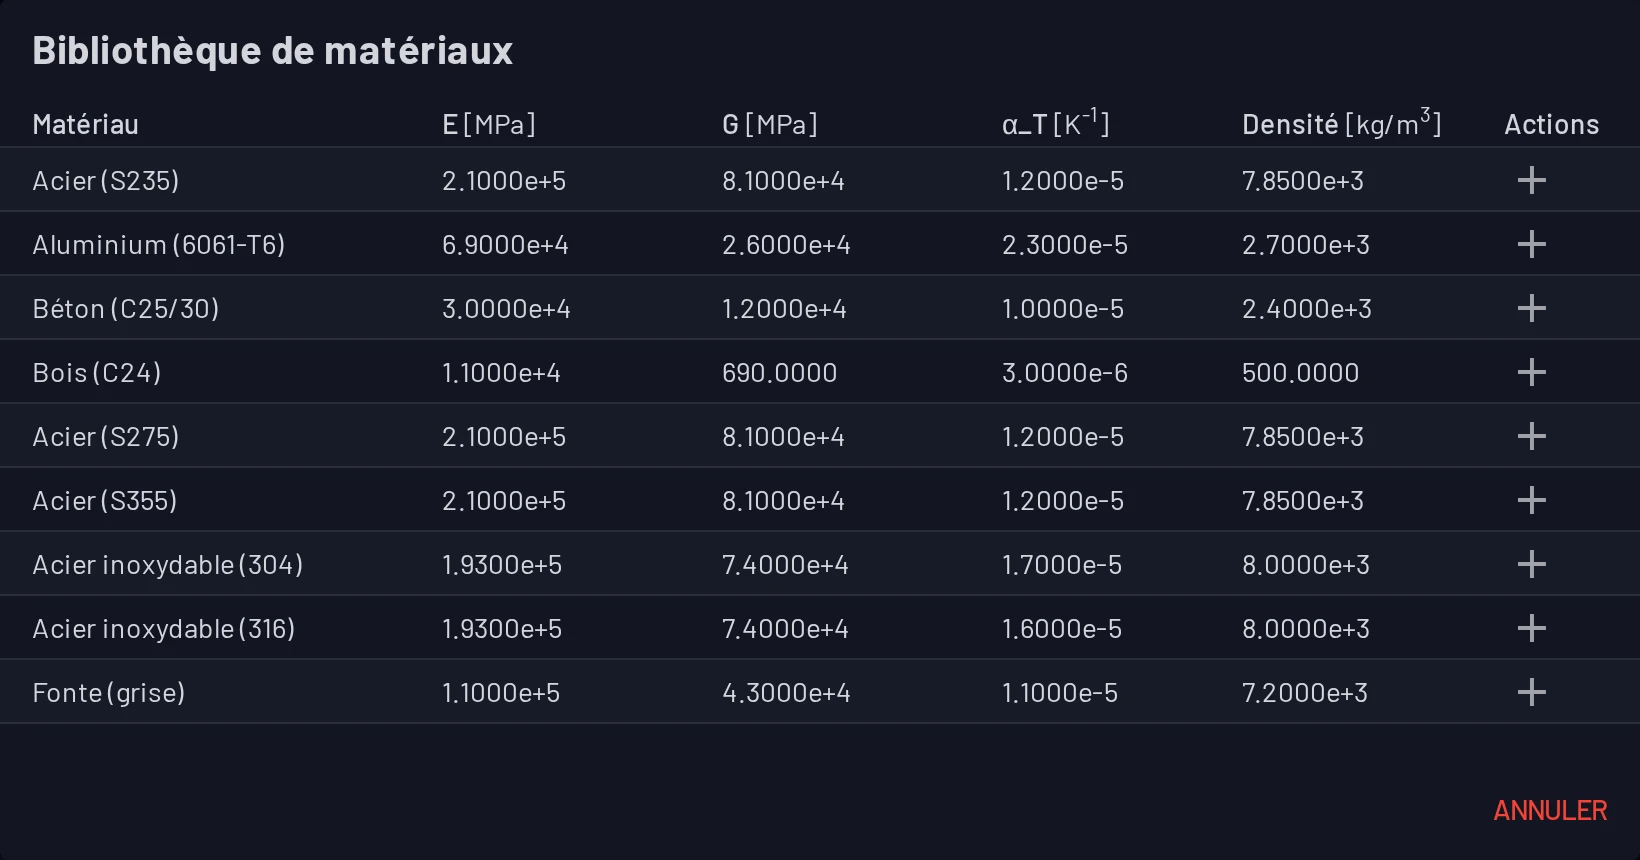 Bibliothèque de matériaux
Matériau E [MPa] G [MPa] α_T [K⁻¹] Densité [kg/m³] Actions
Acier (S235) 2.1000e+5 8.1000e+4 1.2000e-5 7.8500e+3 +
Aluminium (6061-T6) 6.9000e+4 2.6000e+4 2.3000e-5 2.7000e+3 +
Béton (C25/30) 3.0000e+4 1.2000e+4 1.0000e-5 2.4000e+3 +
Bois (C24) 1.1000e+4 690.0000 3.0000e-6 500.0000 +
Acier (S275) 2.1000e+5 8.1000e+4 1.2000e-5 7.8500e+3 +
Acier (S355) 2.1000e+5 8.1000e+4 1.2000e-5 7.8500e+3 +
Acier inoxydable (304) 1.9300e+5 7.4000e+4 1.7000e-5 8.0000e+3 +
Acier inoxydable (316) 1.9300e+5 7.4000e+4 1.6000e-5 8.0000e+3 +
Fonte (grise) 1.1000e+5 4.3000e+4 1.1000e-5 7.2000e+3 +
ANNULER